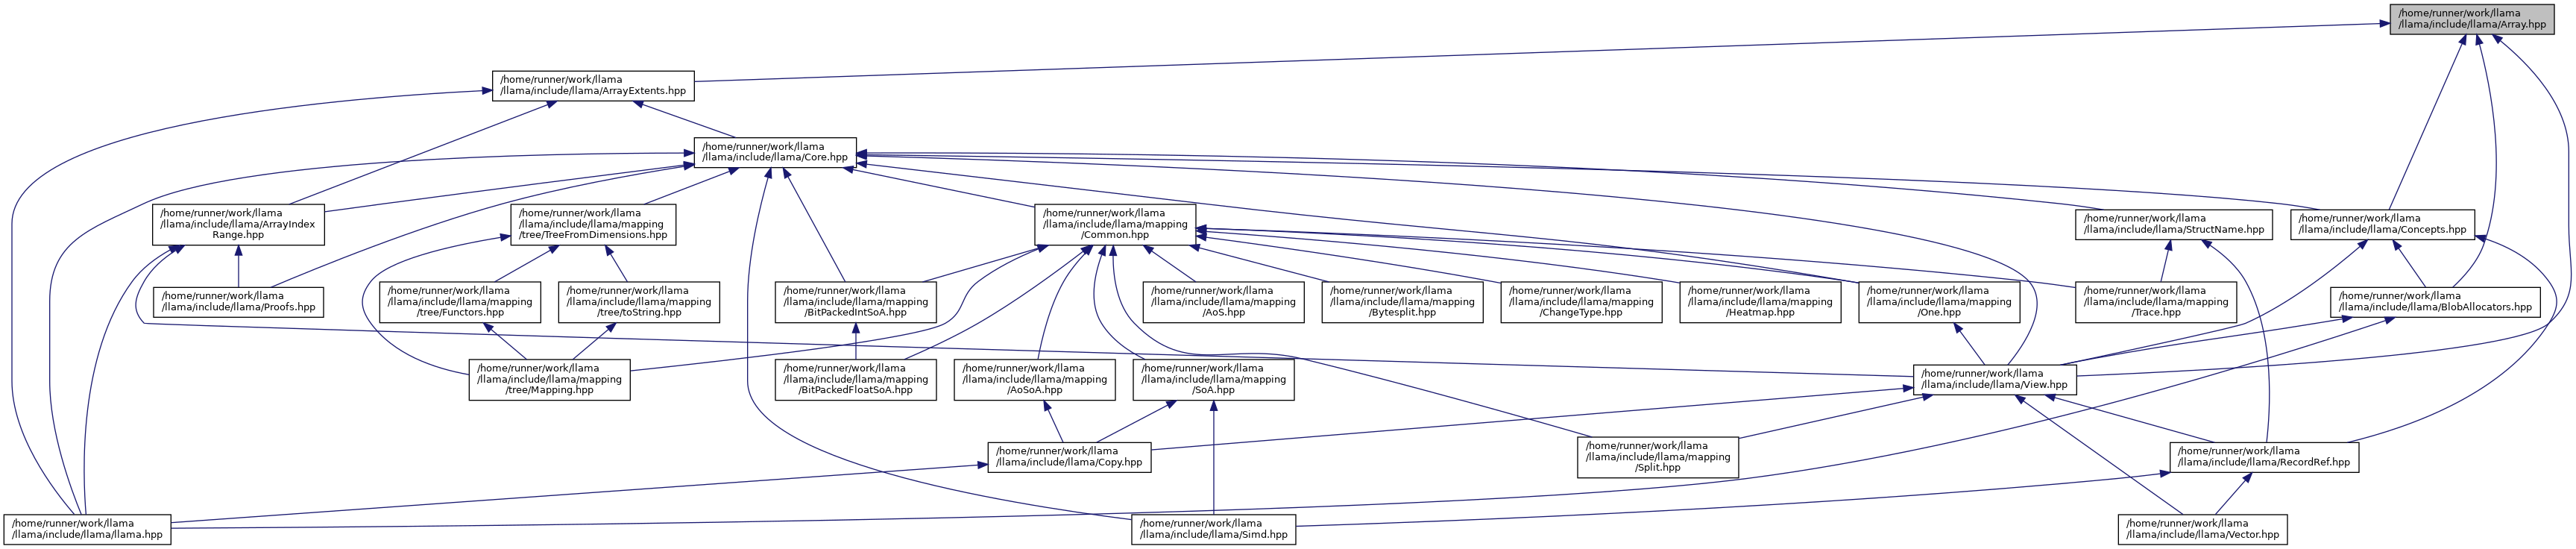 /home/runner/work/llama
/llama/include/llama/Array.hpp
/home/runner/work/llama
/llama/include/llama/ArrayExtents.hpp
/home/runner/work/llama
/llama/include/llama/Core.hpp
/home/runner/work/llama
/llama/include/llama/ArrayIndex
Range.hpp
/home/runner/work/llama
/llama/include/llama/mapping
/tree/TreeFromDimensions.hpp
/home/runner/work/llama
/llama/include/llama/mapping
/Common.hpp
/home/runner/work/llama
/llama/include/llama/StructName.hpp
/home/runner/work/llama
/llama/include/llama/Concepts.hpp
/home/runner/work/llama
/llama/include/llama/Proofs.hpp
/home/runner/work/llama
/llama/include/llama/mapping
/tree/Functors.hpp
/home/runner/work/llama
/llama/include/llama/mapping
/tree/toString.hpp
/home/runner/work/llama
/llama/include/llama/mapping
/BitPackedIntSoA.hpp
/home/runner/work/llama
/llama/include/llama/mapping
/AoS.hpp
/home/runner/work/llama
/llama/include/llama/mapping
/Bytesplit.hpp
/home/runner/work/llama
/llama/include/llama/mapping
/ChangeType.hpp
/home/runner/work/llama
/llama/include/llama/mapping
/Heatmap.hpp
/home/runner/work/llama
/llama/include/llama/mapping
/One.hpp
/home/runner/work/llama
/llama/include/llama/mapping
/Trace.hpp
/home/runner/work/llama
/llama/include/llama/BlobAllocators.hpp
/home/runner/work/llama
/llama/include/llama/mapping
/tree/Mapping.hpp
/home/runner/work/llama
/llama/include/llama/mapping
/BitPackedFloatSoA.hpp
/home/runner/work/llama
/llama/include/llama/mapping
/AoSoA.hpp
/home/runner/work/llama
/llama/include/llama/mapping
/SoA.hpp
/home/runner/work/llama
/llama/include/llama/View.hpp
/home/runner/work/llama
/llama/include/llama/Copy.hpp
/home/runner/work/llama
/llama/include/llama/mapping
/Split.hpp
/home/runner/work/llama
/llama/include/llama/RecordRef.hpp
/home/runner/work/llama
/llama/include/llama/llama.hpp
/home/runner/work/llama
/llama/include/llama/Simd.hpp
/home/runner/work/llama
/llama/include/llama/Vector.hpp